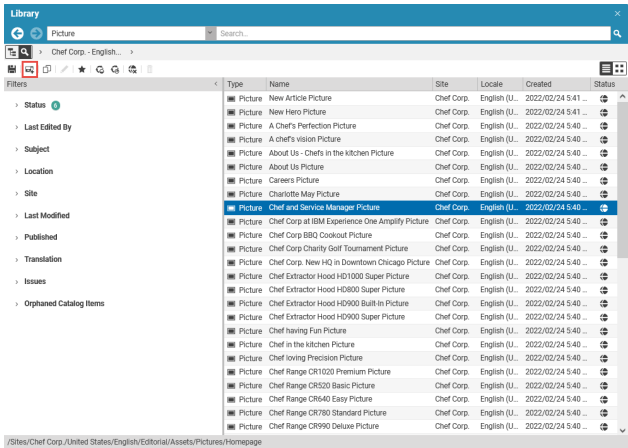 Library
Picture Search...
Chef Corp. - English...
Filters
Type Name Site Locale Created Status
Status 6
Last Edited By
Subject
Location
Site
Last Modified
Published
Translation
Issues
Orphaned Catalog Items
Picture New Article Picture Chef Corp. English (U... 2022/02/24 5:41 ...
Picture New Hero Picture Chef Corp. English (U... 2022/02/24 5:41 ...
Picture A Chef's Perfection Picture Chef Corp. English (U... 2022/02/24 5:40 ...
Picture A chef's vision Picture Chef Corp. English (U... 2022/02/24 5:40 ...
Picture About Us - Chefs in the kitchen Picture Chef Corp. English (U... 2022/02/24 5:40 ...
Picture About Us Picture Chef Corp. English (U... 2022/02/24 5:40 ...
Picture Careers Picture Chef Corp. English (U... 2022/02/24 5:40 ...
Picture Charlotte May Picture Chef Corp. English (U... 2022/02/24 5:40 ...
Picture Chef and Service Manager Picture Chef Corp. English (U... 2022/02/24 5:40 ...
Picture Chef Corp at IBM Experience One Amplify Picture Chef Corp. English (U... 2022/02/24 5:40 ...
Picture Chef Corp BBQ Cookout Picture Chef Corp. English (U... 2022/02/24 5:40 ...
Picture Chef Corp Charity Golf Tournament Picture Chef Corp. English (U... 2022/02/24 5:40 ...
Picture Chef Corp. New HQ in Downtown Chicago Picture Chef Corp. English (U... 2022/02/24 5:40 ...
Picture Chef Extractor Hood HD1000 Super Picture Chef Corp. English (U... 2022/02/24 5:40 ...
Picture Chef Extractor Hood HD800 Super Picture Chef Corp. English (U... 2022/02/24 5:40 ...
Picture Chef Extractor Hood HD900 Built-In Picture Chef Corp. English (U... 2022/02/24 5:40 ...
Picture Chef Extractor Hood HD900 Super Picture Chef Corp. English (U... 2022/02/24 5:40 ...
Picture Chef having Fun Picture Chef Corp. English (U... 2022/02/24 5:40 ...
Picture Chef in the kitchen Picture Chef Corp. English (U... 2022/02/24 5:40 ...
Picture Chef loving Precision Picture Chef Corp. English (U... 2022/02/24 5:40 ...
Picture Chef Range CR1020 Premium Picture Chef Corp. English (U... 2022/02/24 5:40 ...
Picture Chef Range CR520 Basic Picture Chef Corp. English (U... 2022/02/24 5:40 ...
Picture Chef Range CR640 Easy Picture Chef Corp. English (U... 2022/02/24 5:40 ...
Picture Chef Range CR780 Standard Picture Chef Corp. English (U... 2022/02/24 5:40 ...
Picture Chef Range CR990 Deluxe Picture Chef Corp. English (U... 2022/02/24 5:40 ...
/Sites/Chef Corp./United States/English/Editorial/Assets/Pictures/Homepage